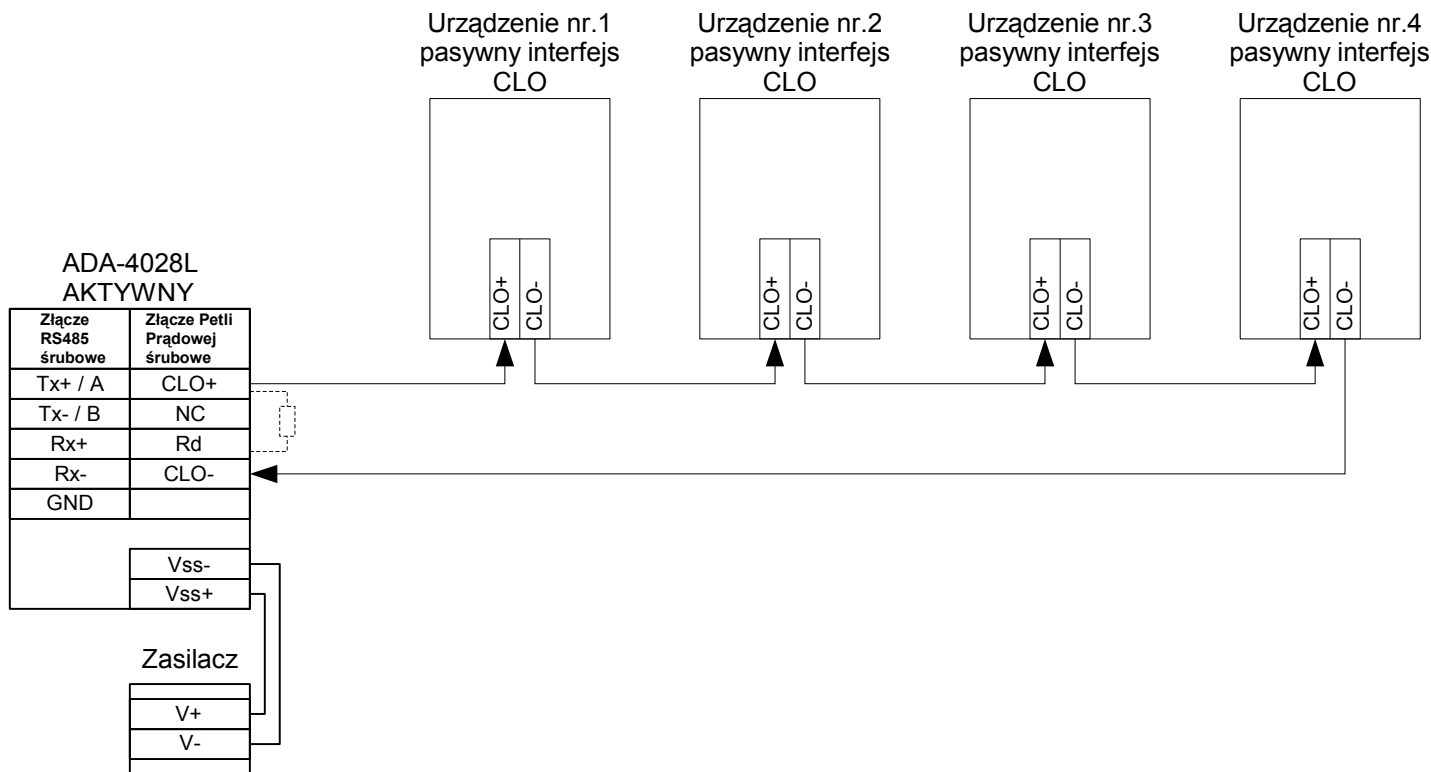 Urządzenie nr.1
pasywny interfejs
CLO
Urządzenie nr.2
pasywny interfejs
CLO
Urządzenie nr.3
pasywny interfejs
CLO
Urządzenie nr.4
pasywny interfejs
CLO
CLO+
CLO-
CLO+
CLO-
CLO+
CLO-
CLO+
CLO-
ADA-4028L
AKTYWNY
Złącze
RS485
śrubowe
Złącze Petli
Prądowej
śrubowe
Tx+ / A
CLO+
Tx- / B
NC
Rx+
Rd
Rx-
CLO-
GND
Vss-
Vss+
Zasilacz
V+
V-